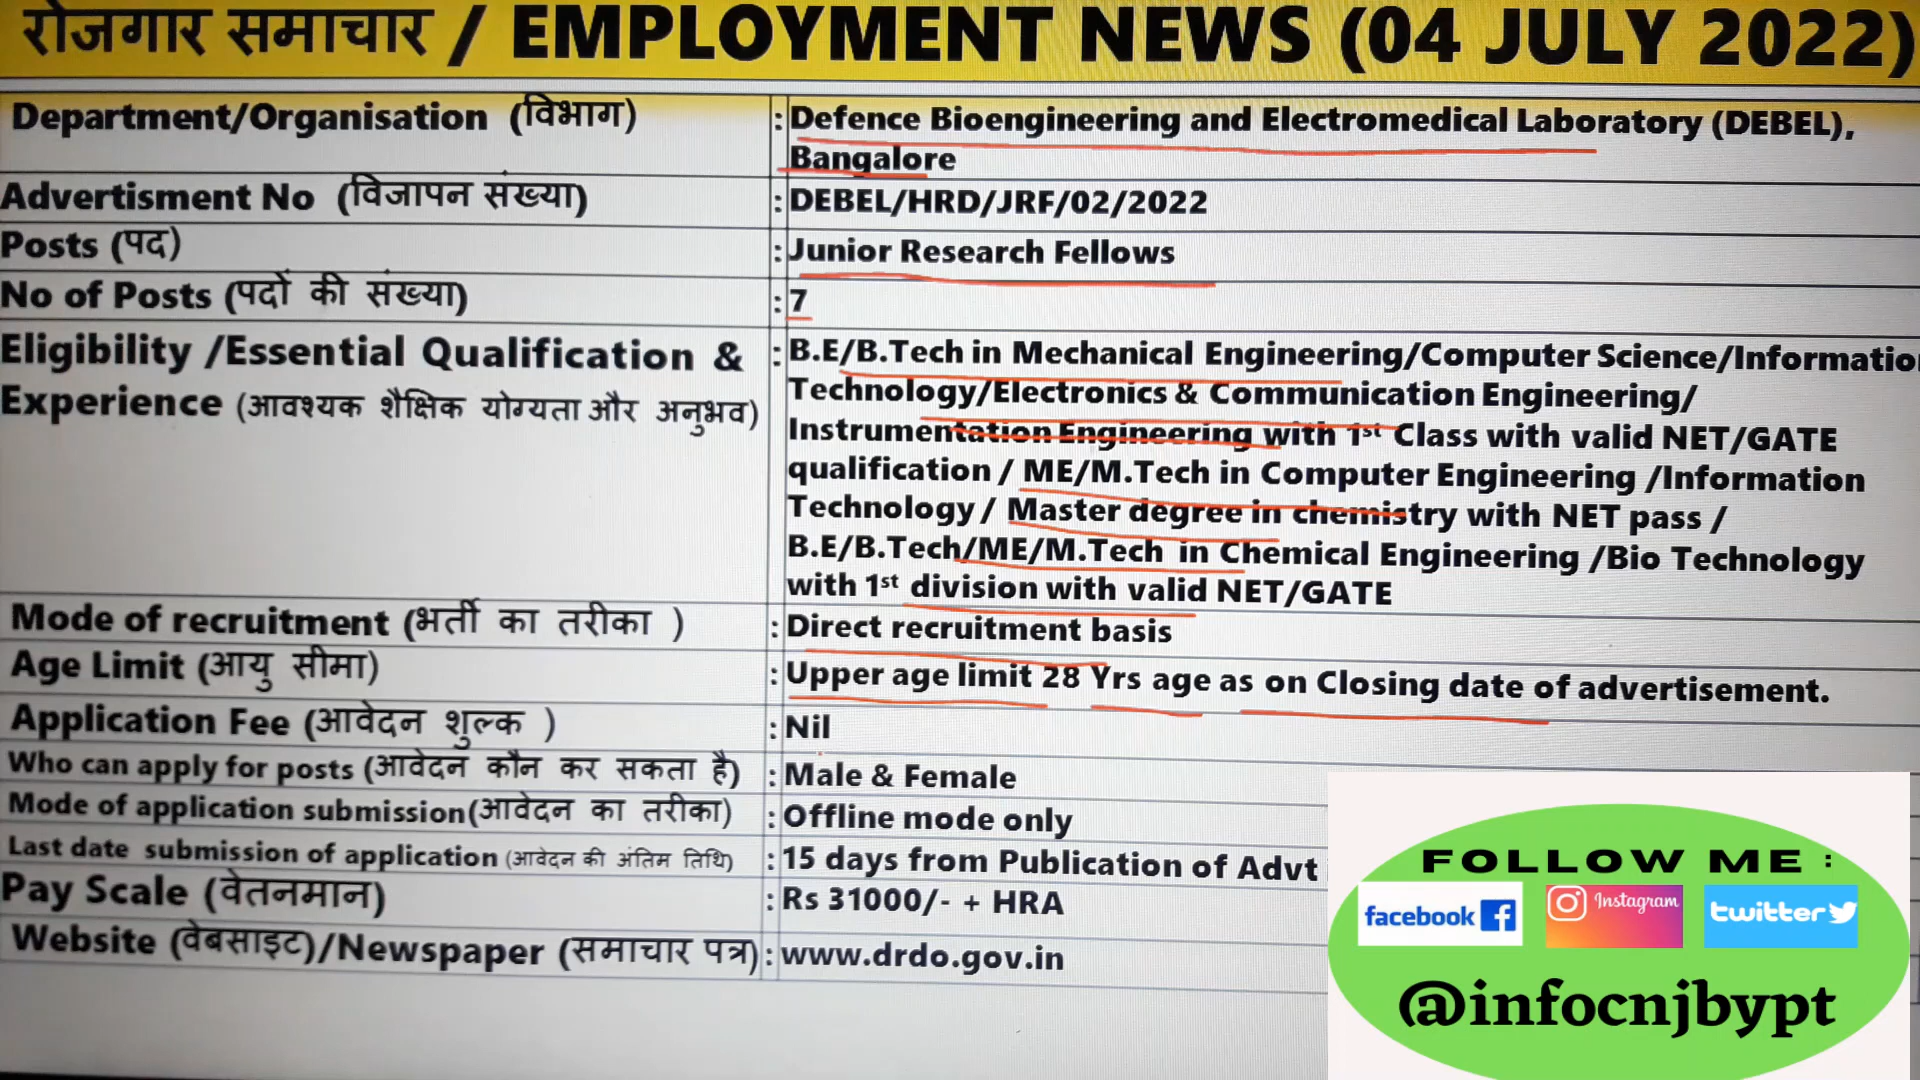 रोजगार समाचार / EMPLOYMENT NEWS (04 JULY 2022)
Department/Organisation (विभाग) : Defence Bioengineering and Electromedical Laboratory (DEBEL),
Bangalore
Advertisment No (विजापन संख्या) : DEBEL/HRD/JRF/02/2022
Posts (पद) : Junior Research Fellows
No of Posts (पदों की संख्या) : 7
Eligibility /Essential Qualification & : B.E/B.Tech in Mechanical Engineering/Computer Science/Information
Experience (आवश्यक शैक्षिक योग्यता और अनुभव) Technology/Electronics & Communication Engineering/
Instrumentation Engineering with 1st Class with valid NET/GATE
qualification / ME/M.Tech in Computer Engineering /Information
Technology / Master degree in chemistry with NET pass /
B.E/B.Tech/ME/M.Tech in Chemical Engineering /Bio Technology
with 1st division with valid NET/GATE
Mode of recruitment (भर्ती का तरीका ) : Direct recruitment basis
Age Limit (आयु सीमा) : Upper age limit 28 Yrs age as on Closing date of advertisement.
Application Fee (आवेदन शुल्क ) : Nil
Who can apply for posts (आवेदन कौन कर सकता है) : Male & Female
Mode of application submission(आवेदन का तरीका) : Offline mode only
Last date submission of application (आवेदन की अंतिम तिथि) : 15 days from Publication of Advt
Pay Scale (वेतनमान) : Rs 31000/- + HRA
Website (वेबसाइट)/Newspaper (समाचार पत्र) : www.drdo.gov.in
FOLLOW ME :
facebook Instagram twitter
@infocnjbypt